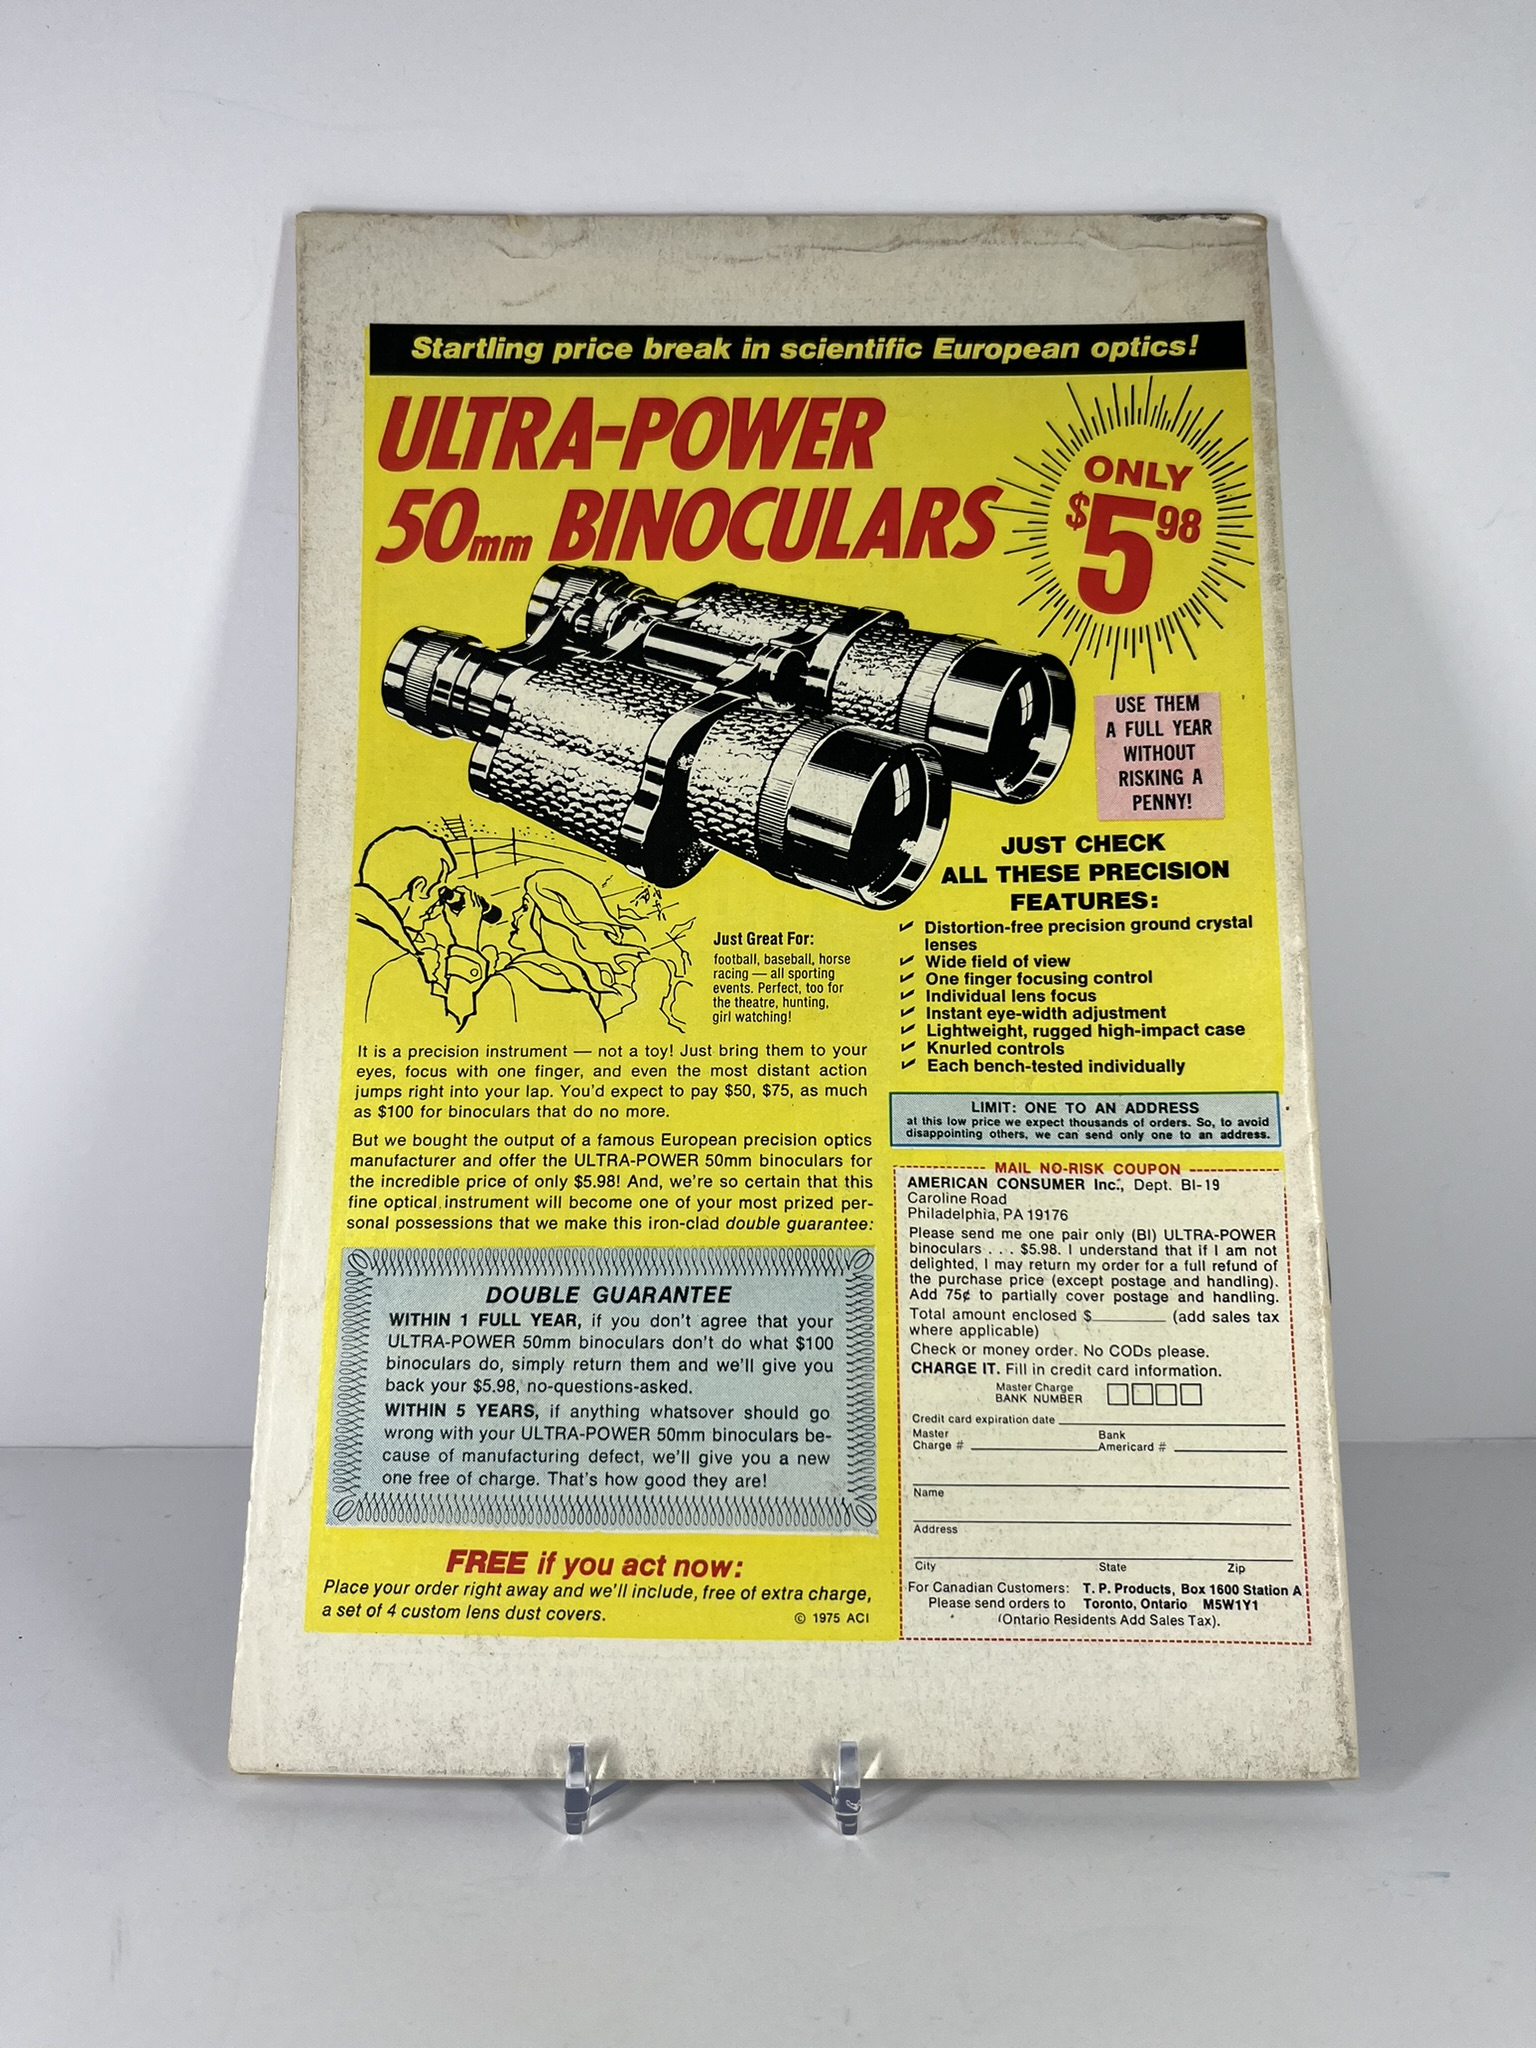 Startling price break in scientific European optics!
ULTRA-POWER
50mm BINOCULARS
ONLY
$5 98
USE THEM
A FULL YEAR
WITHOUT
RISKING A
PENNY!
JUST CHECK
ALL THESE PRECISION
FEATURES:
Distortion-free precision ground crystal
lenses
Wide field of view
One finger focusing control
Individual lens focus
Instant eye-width adjustment
Lightweight, rugged high-impact case
Knurled controls
Each bench-tested individually
Just Great For:
football, baseball, horse
racing — all sporting
events. Perfect, too for
the theatre, hunting,
girl watching!
It is a precision instrument — not a toy! Just bring them to your
eyes, focus with one finger, and even the most distant action
jumps right into your lap. You'd expect to pay $50, $75, as much
as $100 for binoculars that do no more.
But we bought the output of a famous European precision optics
manufacturer and offer the ULTRA-POWER 50mm binoculars for
the incredible price of only $5.98! And, we're so certain that this
fine optical instrument will become one of your most prized per-
sonal possessions that we make this iron-clad double guarantee:
DOUBLE GUARANTEE
WITHIN 1 FULL YEAR, if you don't agree that your
ULTRA-POWER 50mm binoculars don't do what $100
binoculars do, simply return them and we'll give you
back your $5.98, no-questions-asked.
WITHIN 5 YEARS, if anything whatsover should go
wrong with your ULTRA-POWER 50mm binoculars be-
cause of manufacturing defect, we'll give you a new
one free of charge. That's how good they are!
FREE if you act now:
Place your order right away and we'll include, free of extra charge,
a set of 4 custom lens dust covers.
© 1975 ACI
LIMIT: ONE TO AN ADDRESS
at this low price we expect thousands of orders. So, to avoid
disappointing others, we can send only one to an address.
MAIL NO-RISK COUPON
AMERICAN CONSUMER Inc., Dept. BI-19
Caroline Road
Philadelphia, PA 19176
Please send me one pair only (BI) ULTRA-POWER
binoculars . . . $5.98. I understand that if I am not
delighted, I may return my order for a full refund of
the purchase price (except postage and handling).
Add 75¢ to partially cover postage and handling.
Total amount enclosed $________ (add sales tax
where applicable)
Check or money order. No CODs please.
CHARGE IT. Fill in credit card information.
Master Charge
BANK NUMBER
Credit card expiration date
Master Bank
Charge # Americard #
Name
Address
City State Zip
For Canadian Customers: T. P. Products, Box 1600 Station A
Please send orders to Toronto, Ontario M5W1Y1
(Ontario Residents Add Sales Tax).